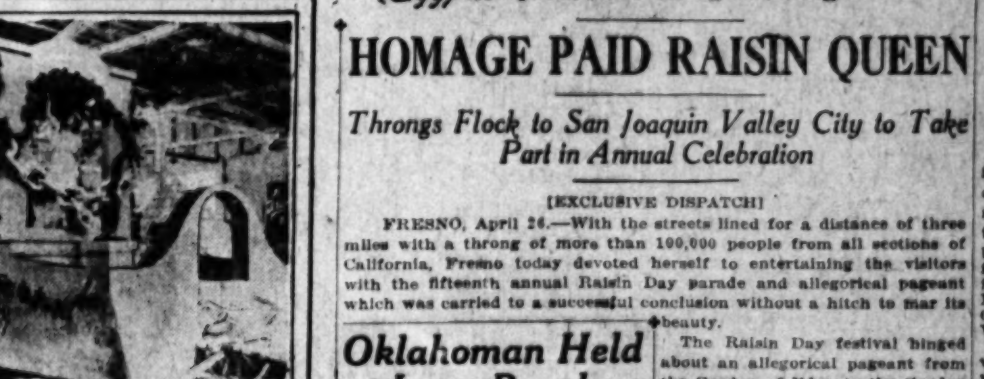 HOMAGE PAID RAISIN QUEEN
Throngs Flock to San Joaquin Valley City to Take
Part in Annual Celebration
[EXCLUSIVE DISPATCH]
FRESNO, April 26.—With the streets lined for a distance of three
miles with a throng of more than 100,000 people from all sections of
California, Fresno today devoted herself to entertaining the visitors
with the fifteenth annual Raisin Day parade and allegorical pageant
which was carried to a successful conclusion without a hitch to mar its
beauty.
The Raisin Day festival hinged
about an allegorical pageant from
Oklahoman Held